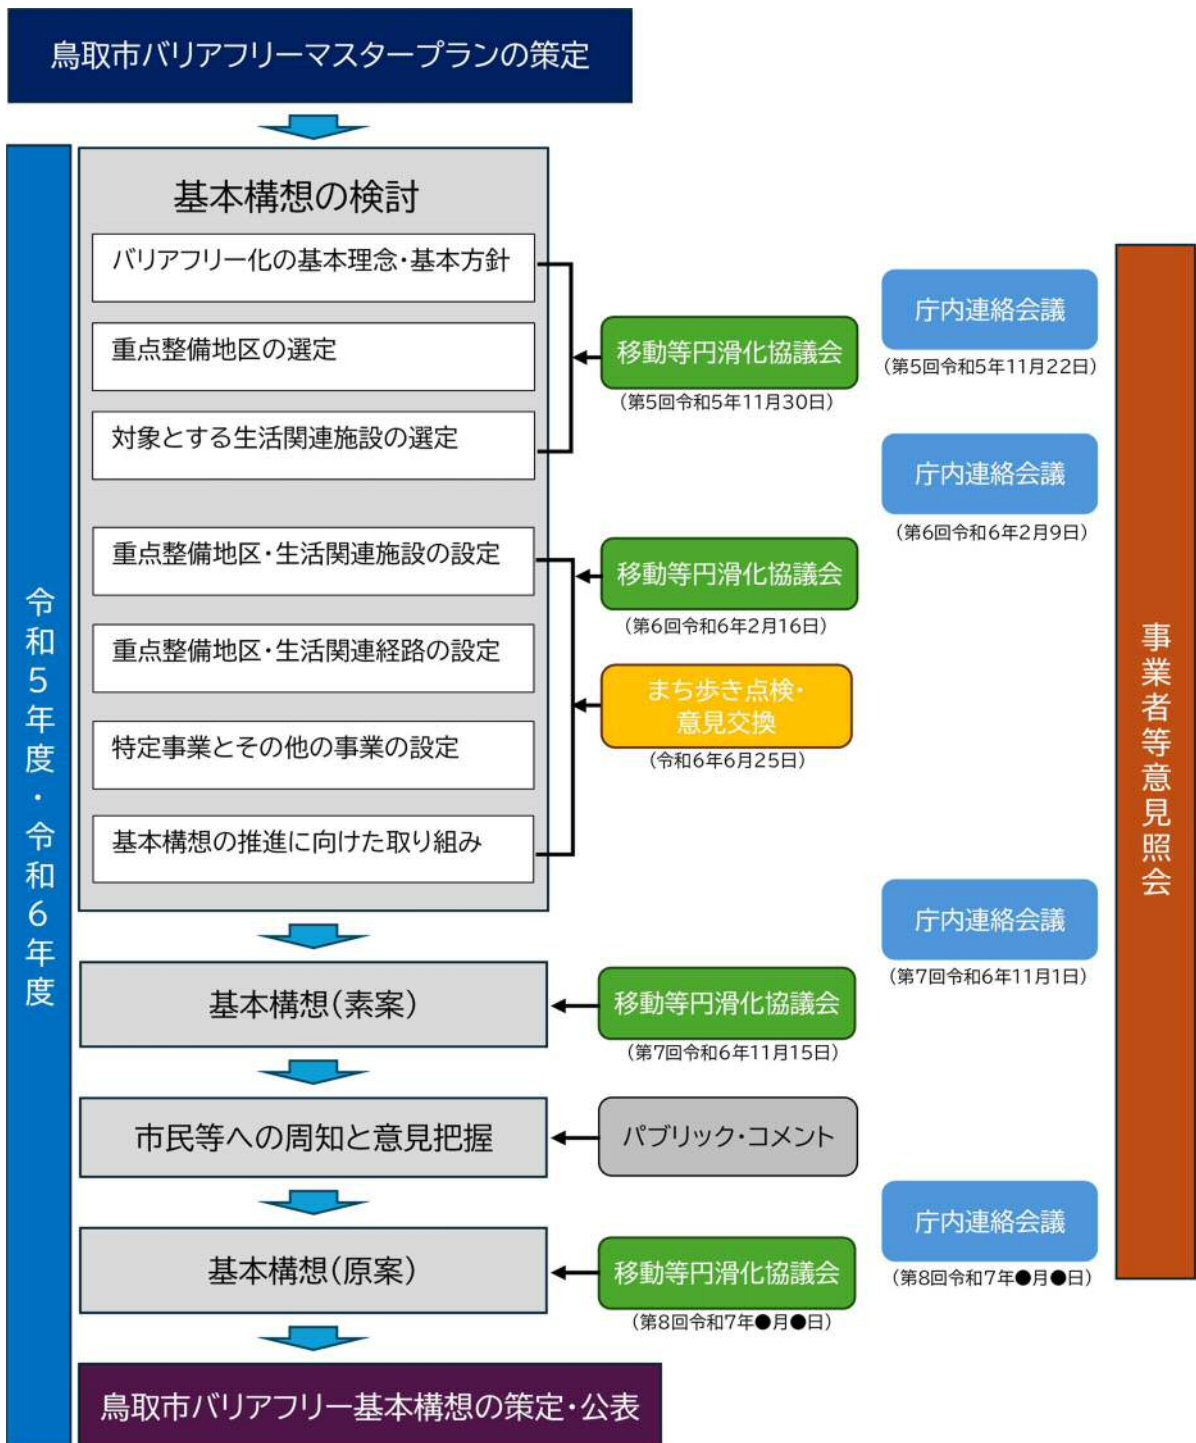 鳥取市バリアフリーマスタープランの策定
令和5年度・令和6年度
基本構想の検討
バリアフリー化の基本理念・基本方針
重点整備地区の選定
対象とする生活関連施設の選定
重点整備地区・生活関連施設の設定
重点整備地区・生活関連経路の設定
特定事業とその他の事業の設定
基本構想の推進に向けた取り組み
移動等円滑化協議会
（第5回令和5年11月30日）
移動等円滑化協議会
（第6回令和6年2月16日）
まち歩き点検・
意見交換
（令和6年6月25日）
庁内連絡会議
（第5回令和5年11月22日）
庁内連絡会議
（第6回令和6年2月9日）
事業者等意見照会
庁内連絡会議
（第7回令和6年11月1日）
基本構想（素案）
移動等円滑化協議会
（第7回令和6年11月15日）
市民等への周知と意見把握
パブリック・コメント
庁内連絡会議
（第8回令和7年●月●日）
基本構想（原案）
移動等円滑化協議会
（第8回令和7年●月●日）
鳥取市バリアフリー基本構想の策定・公表